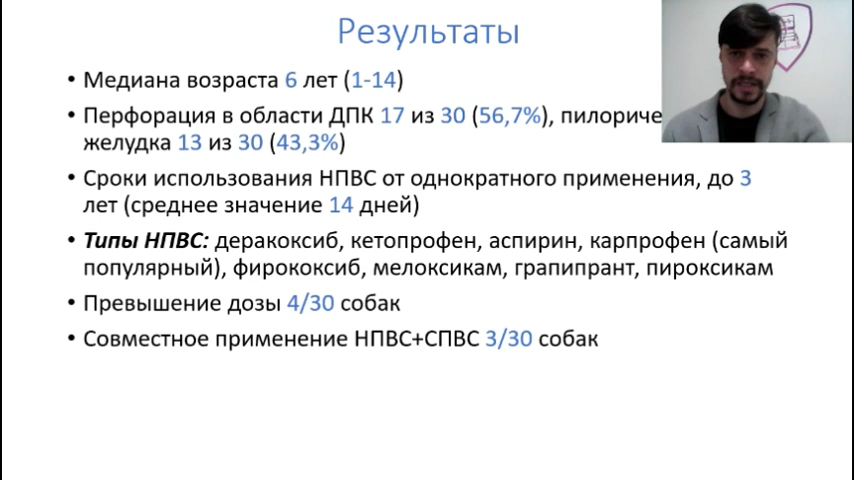 Результаты
• Медиана возраста 6 лет (1-14)
• Перфорация в области ДПК 17 из 30 (56,7%),
желудка 13 из 30 (43,3%)
• Сроки использования НПВС от однократного применения, до 3
лет (среднее значение 14 дней)
• Типы НПВС: деракоксиб, кетопрофен, аспирин, карпрофен (самый
популярный), фирококсиб, мелоксикам, грапипрант, пироксикам
• Превышение дозы 4/30 собак
• Совместное применение НПВС+СПВС 3/30 собак